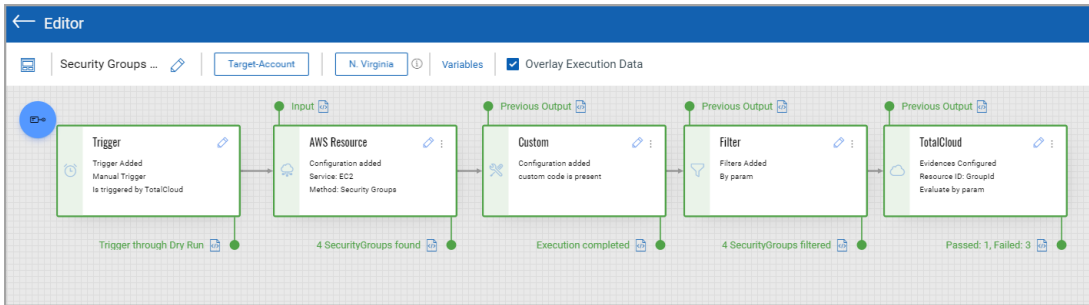 Editor
Security Groups ...
Target-Account
N. Virginia
Variables
Overlay Execution Data
Input
Previous Output
Previous Output
Previous Output
Trigger
Trigger Added
Manual Trigger
Is triggered by TotalCloud
AWS Resource
Configuration added
Service: EC2
Method: Security Groups
Custom
Configuration added
custom code is present
Filter
Filters Added
By param
TotalCloud
Evidences Configured
Resource ID: GroupId
Evaluate by param
Trigger through Dry Run
4 SecurityGroups found
Execution completed
4 SecurityGroups filtered
Passed: 1, Failed: 3